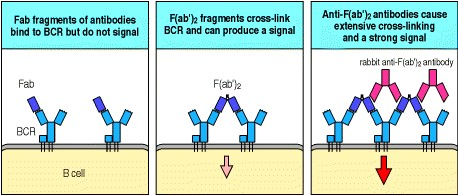 Fab fragments of antibodies
bind to BCR but do not signal
Fab
BCR
B cell
F(ab')₂ fragments cross-link
BCR and can produce a signal
F(ab')₂
Anti-F(ab')₂ antibodies cause
extensive cross-linking
and a strong signal
rabbit anti-F(ab')₂ antibody